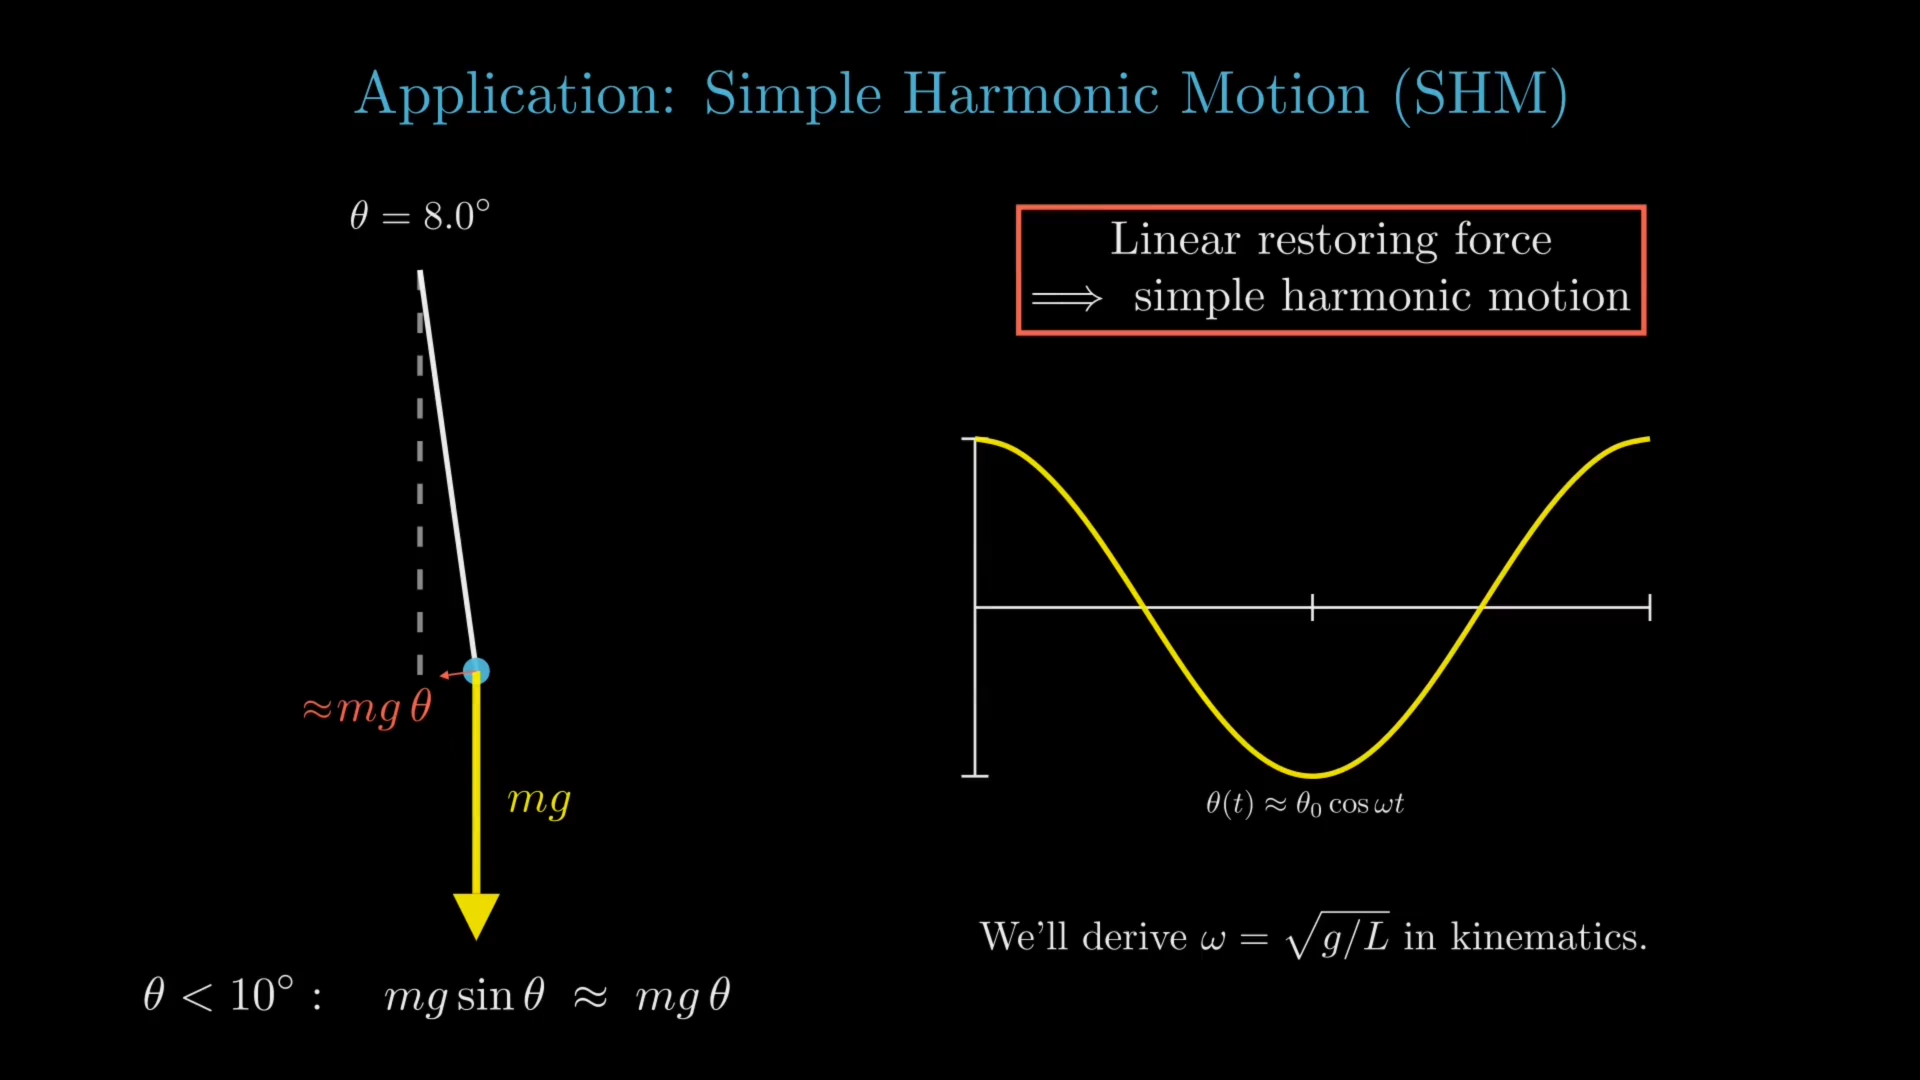 Application: Simple Harmonic Motion (SHM)
θ = 8.0°
≈mg θ
mg
θ < 10° : mg sin θ ≈ mg θ
Linear restoring force
⟹ simple harmonic motion
θ(t) ≈ θ₀ cos ωt
We'll derive ω = √(g/L) in kinematics.